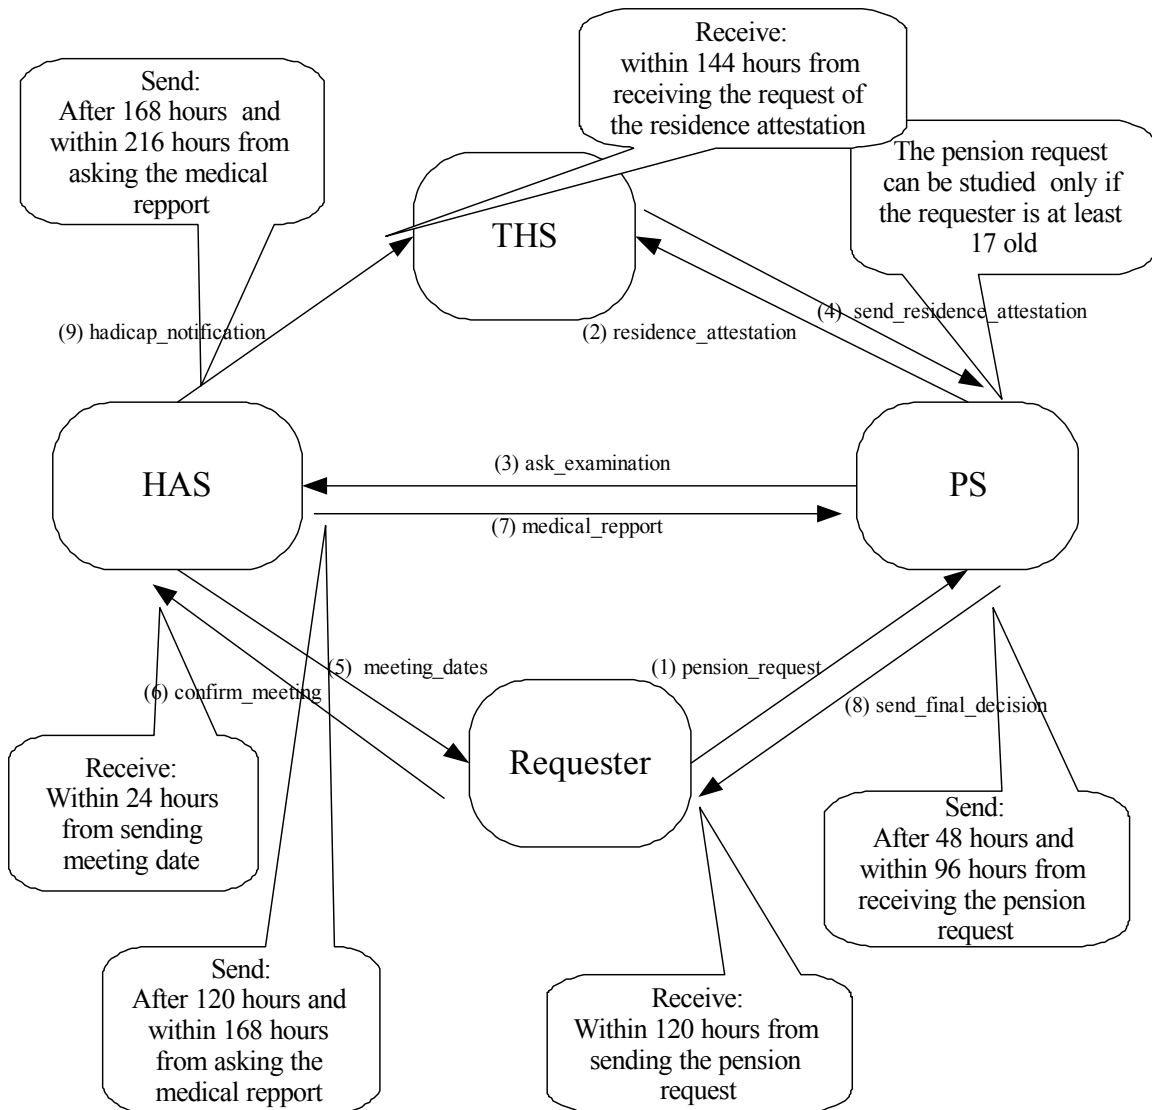 Receive:
within 144 hours from
receiving the request of
the residence attestation
Send:
After 168 hours and
within 216 hours from
asking the medical
repport
The pension request
can be studied only if
the requester is at least
17 old
THS
(9) hadicap_notification
(2) residence_attestation
(4) send_residence_attestation
(3) ask_examination
HAS
PS
(7) medical_repport
(5) meeting_dates
(6) confirm_meeting
(1) pension_request
(8) send_final_decision
Requester
Receive:
Within 24 hours
from sending
meeting date
Send:
After 48 hours and
within 96 hours from
receiving the pension
request
Send:
After 120 hours and
within 168 hours
from asking the
medical repport
Receive:
Within 120 hours from
sending the pension
request